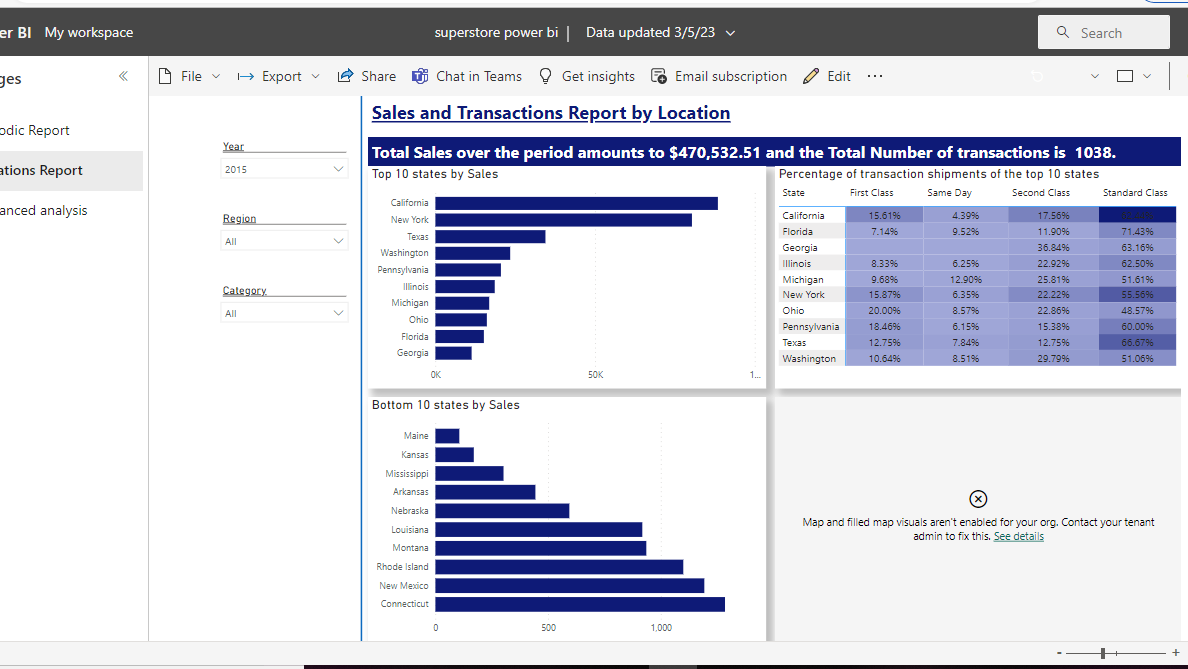 er BI My workspace superstore power bi | Data updated 3/5/23 Search
ges
File Export Share Chat in Teams Get insights Email subscription Edit ...
odic Report
ations Report
anced analysis
Year
2015
Region
All
Category
All
Sales and Transactions Report by Location
Total Sales over the period amounts to $470,532.51 and the Total Number of transactions is 1038.
Top 10 states by Sales
California
New York
Texas
Washington
Pennsylvania
Illinois
Michigan
Ohio
Florida
Georgia
0K 50K 1...
Percentage of transaction shipments of the top 10 states
State First Class Same Day Second Class Standard Class
California 15.61% 4.39% 17.56%
Florida 7.14% 9.52% 11.90% 71.43%
Georgia 36.84% 63.16%
Illinois 8.33% 6.25% 22.92% 62.50%
Michigan 9.68% 12.90% 25.81% 51.61%
New York 15.87% 6.35% 22.22% 55.56%
Ohio 20.00% 8.57% 22.86% 48.57%
Pennsylvania 18.46% 6.15% 15.38% 60.00%
Texas 12.75% 7.84% 12.75% 66.67%
Washington 10.64% 8.51% 29.79% 51.06%
Bottom 10 states by Sales
Maine
Kansas
Mississippi
Arkansas
Nebraska
Louisiana
Montana
Rhode Island
New Mexico
Connecticut
0 500 1,000
Map and filled map visuals aren't enabled for your org. Contact your tenant
admin to fix this. See details
- +